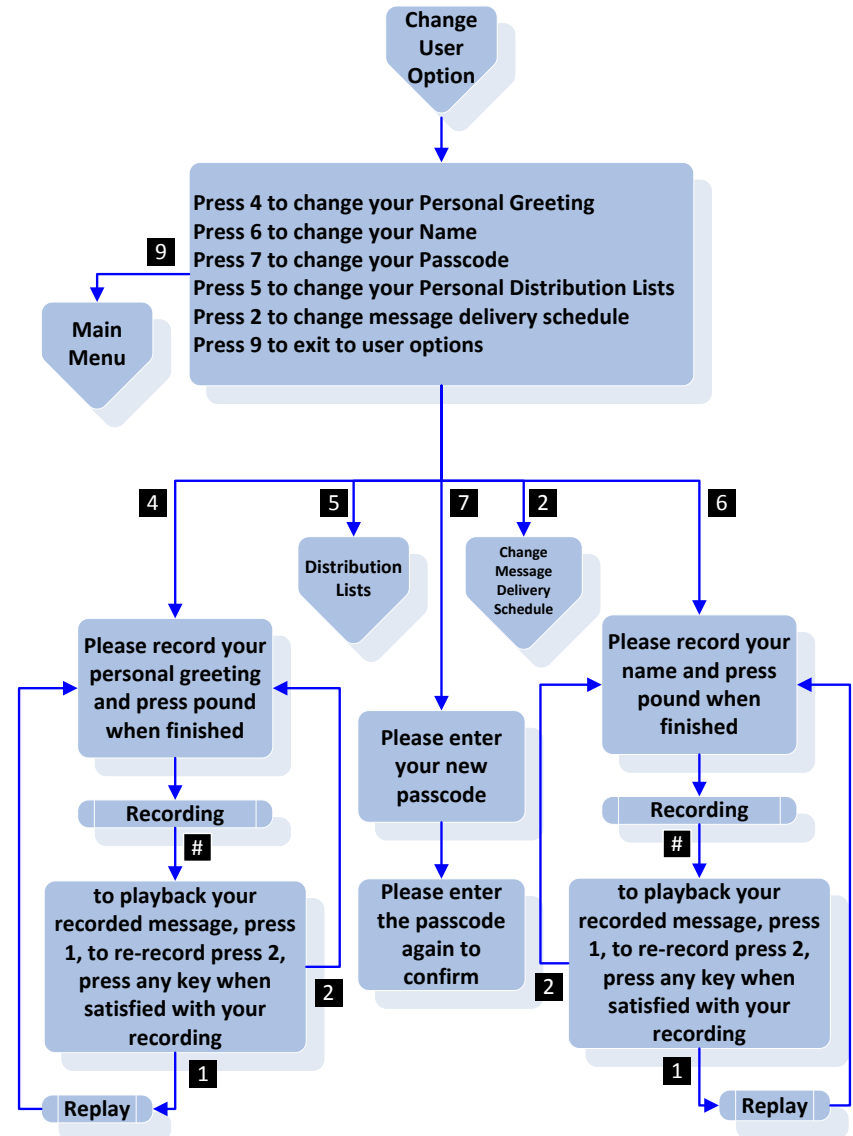 Change
User
Option
Press 4 to change your Personal Greeting
Press 6 to change your Name
Press 7 to change your Passcode
Press 5 to change your Personal Distribution Lists
Press 2 to change message delivery schedule
Press 9 to exit to user options
9
Main
Menu
4
5
7
2
6
Distribution
Lists
Change
Message
Delivery
Schedule
Please record your
personal greeting
and press pound
when finished
Recording
#
to playback your
recorded message, press
1, to re-record press 2,
press any key when
satisfied with your
recording
2
1
Replay
Please enter
your new
passcode
Please enter
the passcode
again to
confirm
Please record your
name and press
pound when
finished
Recording
#
to playback your
recorded message, press
1, to re-record press 2,
press any key when
satisfied with your
recording
2
1
Replay